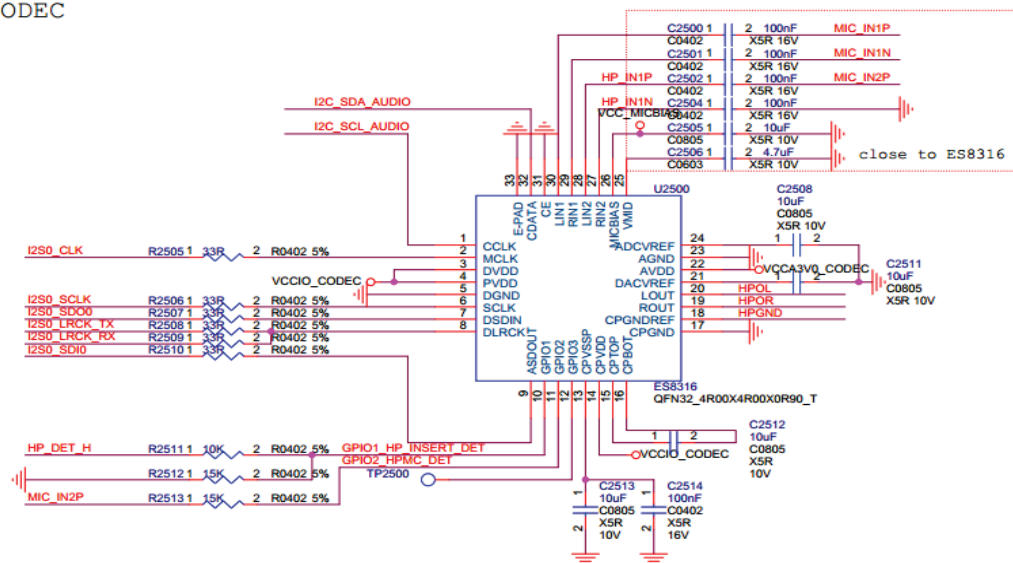 ODEC
C2500 1 2 100nF MIC_IN1P
C0402 X5R 16V
C2501 1 2 100nF MIC_IN1N
C0402 X5R 16V
HP_IN1P C2502 1 2 100nF MIC_IN2P
C0402 X5R 16V
I2C_SDA_AUDIO HP_IN1N C2504 1 2 100nF
VCC_MICBIAS C0402 X5R 16V
I2C_SCL_AUDIO C2505 1 2 10uF
C0805 X5R 10V
C2506 1 2 4.7uF close to ES8316
C0603 X5R 10V
33 32 31 30 29 28 27 26 25
U2500
E-PAD CDATA CE LIN1 RIN1 LIN2 RIN2 MICBIAS VMID
C2508
10uF
C0805
X5R 10V
1 CCLK ADCVREF 24 1 2
I2S0_CLK R2505 1 33R 2 R0402 5% 2 MCLK AGND 23
3 DVDD AVDD 22 VCCA3V0_CODEC
VCCIO_CODEC 4 PVDD DACVREF 21 1 2
C2511
10uF
C0805
X5R 10V
5 DGND LOUT 20 HPOL
I2S0_SCLK R2506 1 33R 2 R0402 5% 6 SCLK ROUT 19 HPOR
I2S0_SDO0 R2507 1 33R 2 R0402 5% 7 DSDIN CPGNDREF 18 HPGND
I2S0_LRCK_TX R2508 1 33R 2 R0402 5% 8 DLRCK CPGND 17
I2S0_LRCK_RX R2509 1 33R 2 R0402 5%
I2S0_SDI0 R2510 1 33R 2 R0402 5%
ASDOUT GPIO1 GPIO2 GPIO3 CPVSSP CPVDD CPTOP CPBOT
9 10 11 12 13 14 15 16
ES8316
QFN32_4R00X4R00X0R90_T
C2512
10uF
C0805
X5R
10V
1 2
HP_DET_H R2511 1 10K 2 R0402 5% GPIO1_HP_INSERT_DET
VCCIO_CODEC
GPIO2_HPMC_DET
R2512 1 15K 2 R0402 5% TP2500
MIC_IN2P R2513 1 15K 2 R0402 5%
1 2 C2513
10uF
C0805
X5R
10V
1 2 C2514
100nF
C0402
X5R
16V